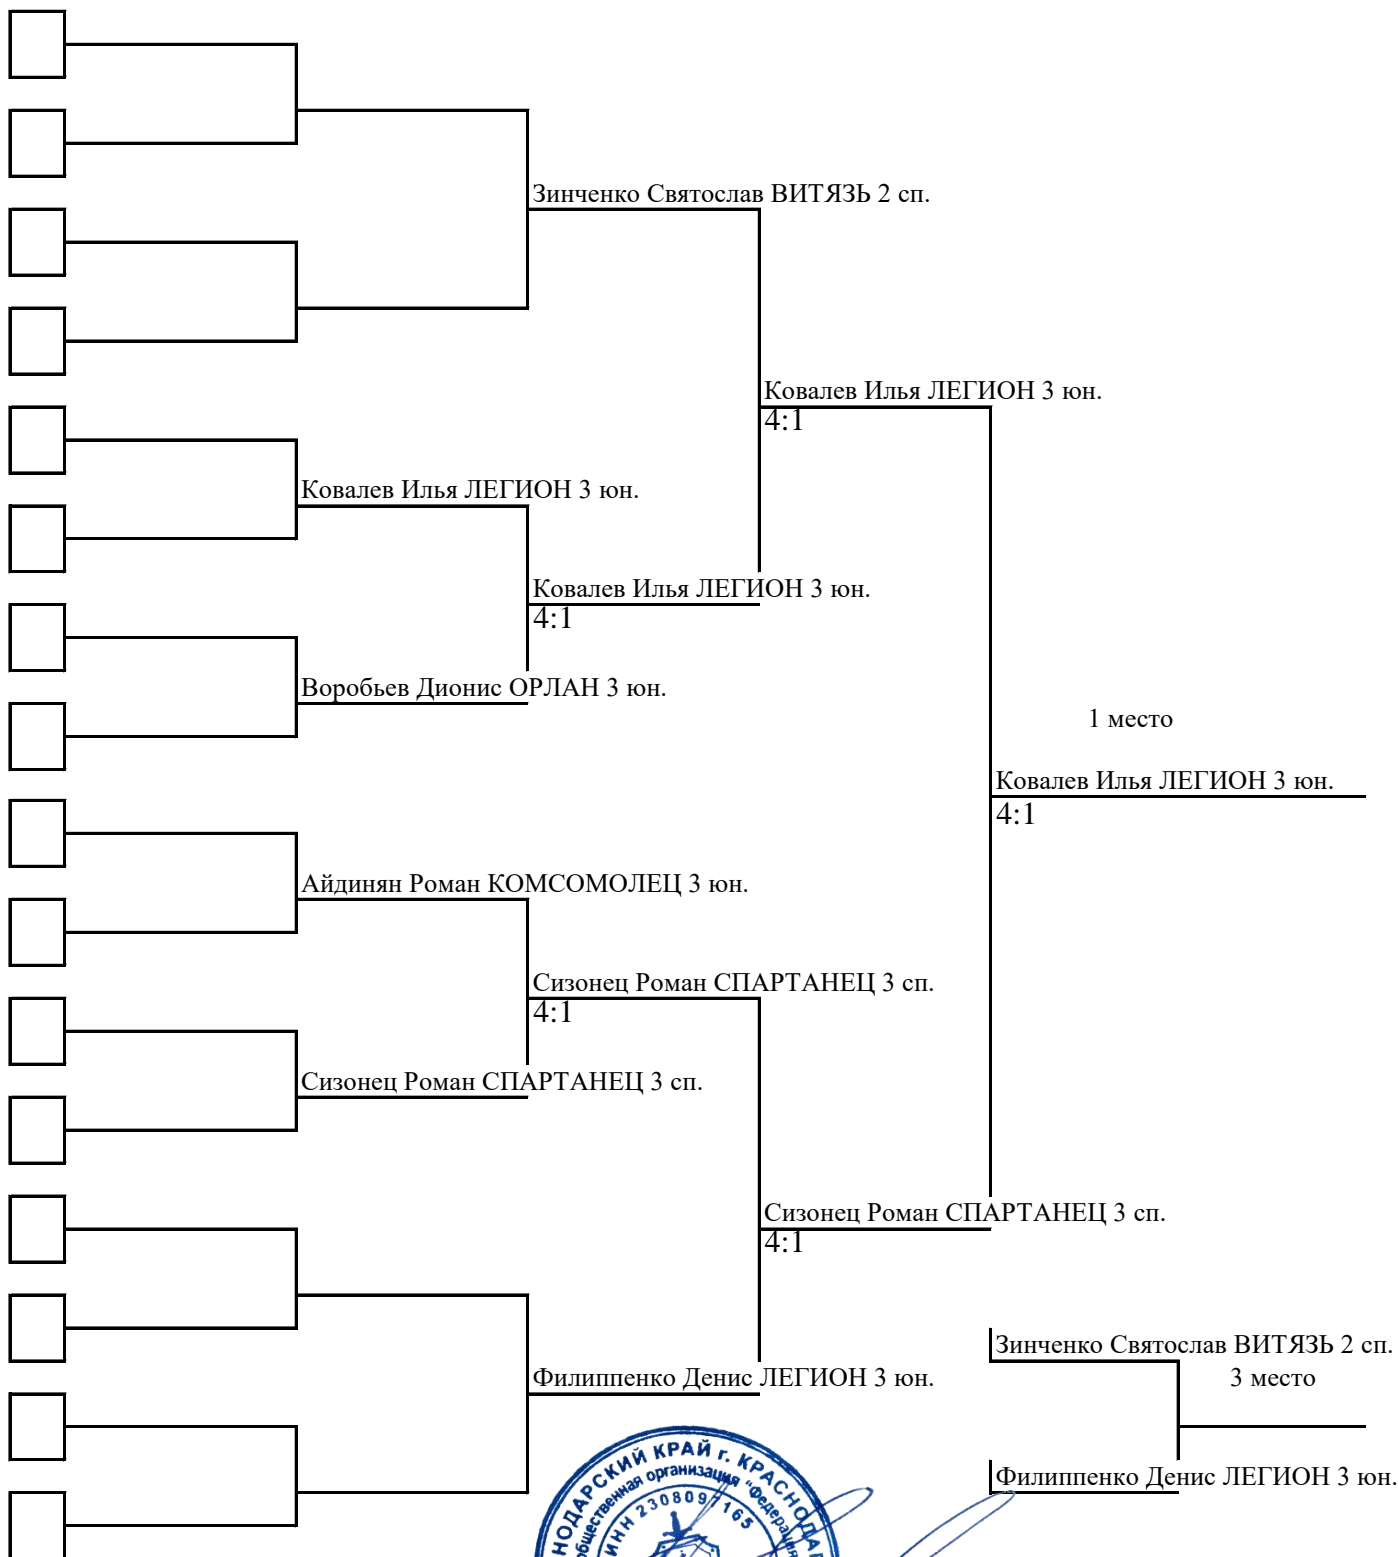 Зинченко Святослав ВИТЯЗЬ 2 сп.
Ковалев Илья ЛЕГИОН 3 юн.
4:1
Ковалев Илья ЛЕГИОН 3 юн.
Ковалев Илья ЛЕГИОН 3 юн.
4:1
Воробьев Дионис ОРЛАН 3 юн.
1 место
Ковалев Илья ЛЕГИОН 3 юн.
4:1
Айдинян Роман КОМСОМОЛЕЦ 3 юн.
Сизонец Роман СПАРТАНЕЦ 3 сп.
4:1
Сизонец Роман СПАРТАНЕЦ 3 сп.
Сизонец Роман СПАРТАНЕЦ 3 сп.
4:1
Зинченко Святослав ВИТЯЗЬ 2 сп.
3 место
Филиппенко Денис ЛЕГИОН 3 юн.
Филиппенко Денис ЛЕГИОН 3 юн.
НОДАРСКИЙ КРАЙ г. КРАСНОДАР
общественная организация "Федерация
ИНН 2308097165